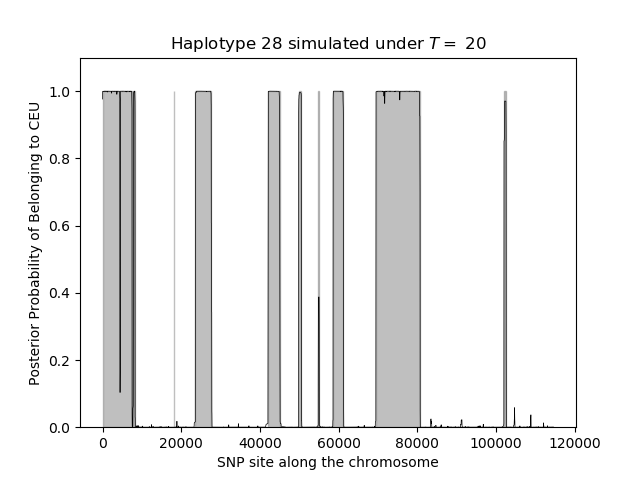 Haplotype 28 simulated under T = 20
Posterior Probability of Belonging to CEU
1.0
0.8
0.6
0.4
0.2
0.0
0 20000 40000 60000 80000 100000 120000
SNP site along the chromosome